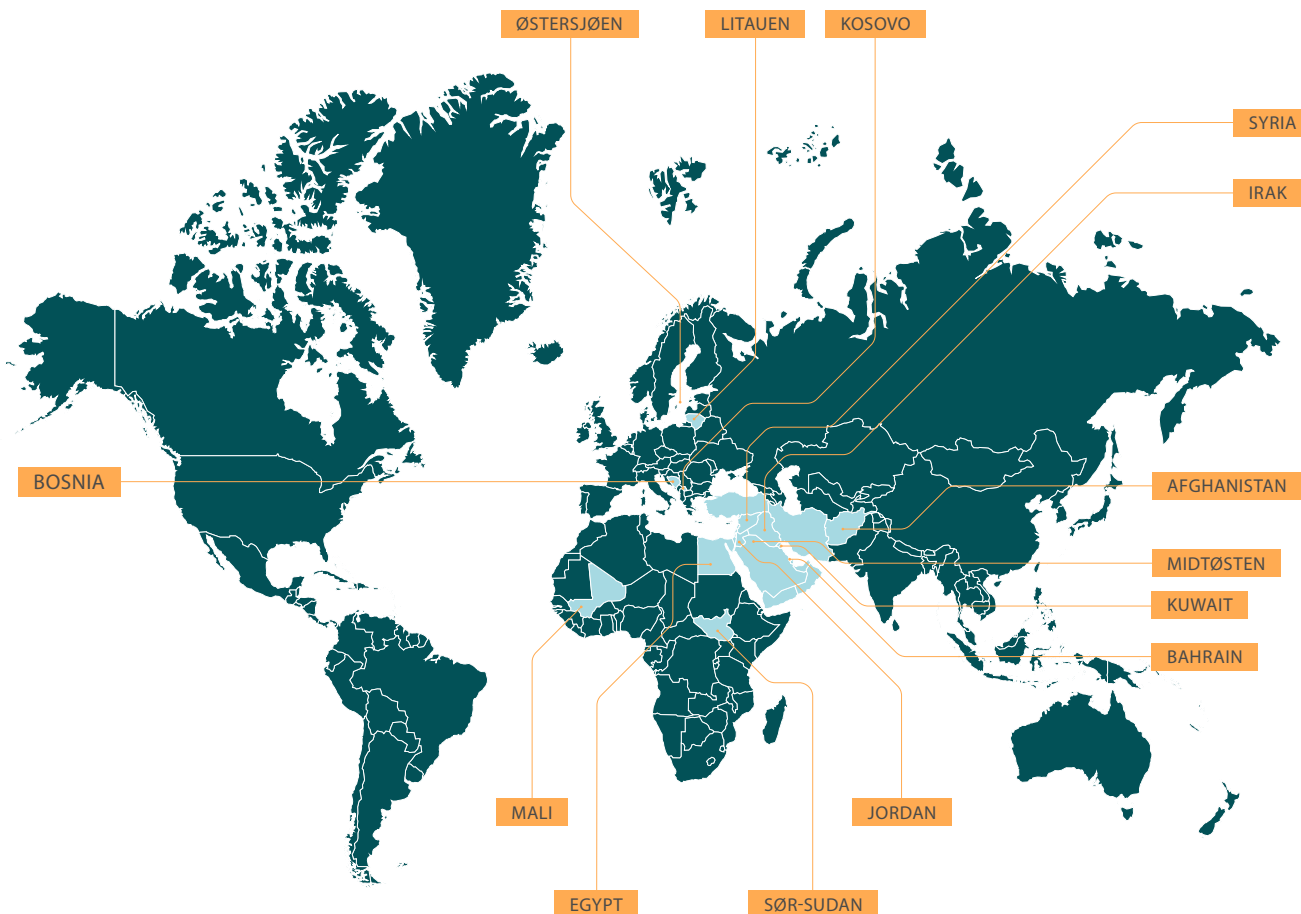 ØSTERSJØEN
LITAUEN
KOSOVO
SYRIA
IRAK
BOSNIA
AFGHANISTAN
MIDTØSTEN
KUWAIT
BAHRAIN
MALI
JORDAN
EGYPT
SØR-SUDAN